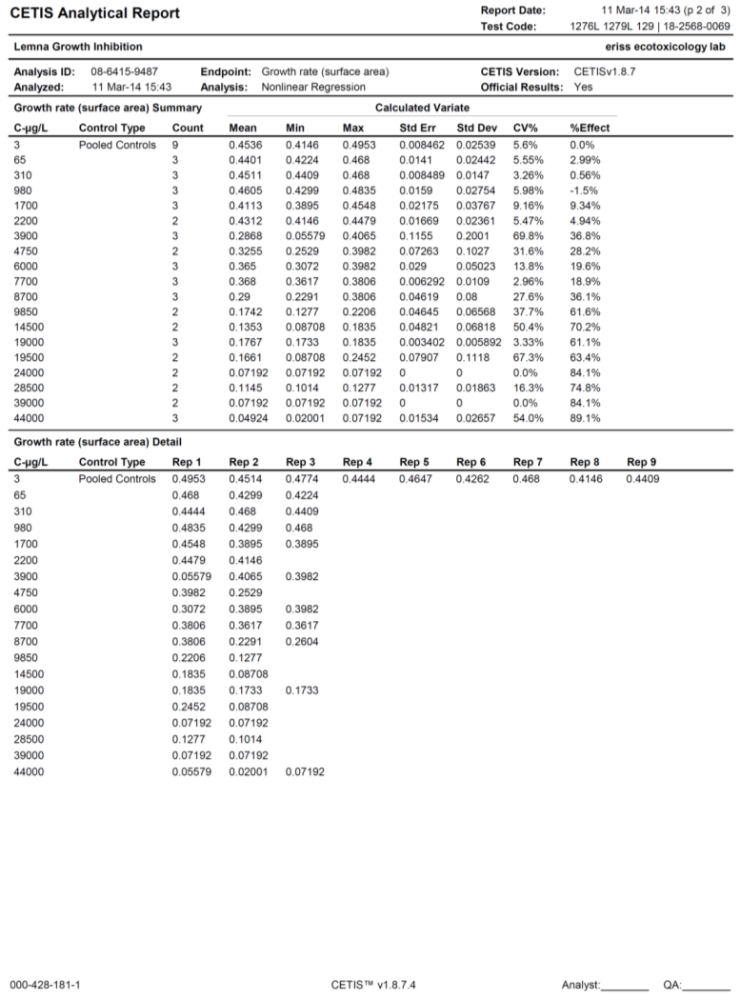 CETIS Analytical Report
Report Date: 11 Mar-14 15:43 (p 2 of 3)
Test Code: 1276L 1279L 129 | 18-2568-0069
Lemna Growth Inhibition eriss ecotoxicology lab
Analysis ID: 08-6415-9487 Endpoint: Growth rate (surface area) CETIS Version: CETISv1.8.7
Analyzed: 11 Mar-14 15:43 Analysis: Nonlinear Regression Official Results: Yes
Growth rate (surface area) Summary Calculated Variate
C-µg/L Control Type Count Mean Min Max Std Err Std Dev CV% %Effect
3 Pooled Controls 9 0.4536 0.4146 0.4953 0.008462 0.02539 5.6% 0.0%
65 3 0.4401 0.4224 0.468 0.0141 0.02442 5.55% 2.99%
310 3 0.4511 0.4409 0.468 0.008489 0.0147 3.26% 0.56%
980 3 0.4605 0.4299 0.4835 0.0159 0.02754 5.98% -1.5%
1700 3 0.4113 0.3895 0.4548 0.02175 0.03767 9.16% 9.34%
2200 2 0.4312 0.4146 0.4479 0.01669 0.02361 5.47% 4.94%
3900 3 0.2868 0.05579 0.4065 0.1155 0.2001 69.8% 36.8%
4750 2 0.3255 0.2529 0.3982 0.07263 0.1027 31.6% 28.2%
6000 3 0.365 0.3072 0.3982 0.029 0.05023 13.8% 19.6%
7700 3 0.368 0.3617 0.3806 0.006292 0.0109 2.96% 18.9%
8700 3 0.29 0.2291 0.3806 0.04619 0.08 27.6% 36.1%
9850 2 0.1742 0.1277 0.2206 0.04645 0.06568 37.7% 61.6%
14500 2 0.1353 0.08708 0.1835 0.04821 0.06818 50.4% 70.2%
19000 3 0.1767 0.1733 0.1835 0.003402 0.005892 3.33% 61.1%
19500 2 0.1661 0.08708 0.2452 0.07907 0.1118 67.3% 63.4%
24000 2 0.07192 0.07192 0.07192 0 0 0.0% 84.1%
28500 2 0.1145 0.1014 0.1277 0.01317 0.01863 16.3% 74.8%
39000 2 0.07192 0.07192 0.07192 0 0 0.0% 84.1%
44000 3 0.04924 0.02001 0.07192 0.01534 0.02657 54.0% 89.1%
Growth rate (surface area) Detail
C-µg/L Control Type Rep 1 Rep 2 Rep 3 Rep 4 Rep 5 Rep 6 Rep 7 Rep 8 Rep 9
3 Pooled Controls 0.4953 0.4514 0.4774 0.4444 0.4647 0.4262 0.468 0.4146 0.4409
65 0.468 0.4299 0.4224
310 0.4444 0.468 0.4409
980 0.4835 0.4299 0.468
1700 0.4548 0.3895 0.3895
2200 0.4479 0.4146
3900 0.05579 0.4065 0.3982
4750 0.3982 0.2529
6000 0.3072 0.3895 0.3982
7700 0.3806 0.3617 0.3617
8700 0.3806 0.2291 0.2604
9850 0.2206 0.1277
14500 0.1835 0.08708
19000 0.1835 0.1733 0.1733
19500 0.2452 0.08708
24000 0.07192 0.07192
28500 0.1277 0.1014
39000 0.07192 0.07192
44000 0.05579 0.02001 0.07192
000-428-181-1 CETIS™ v1.8.7.4 Analyst:________ QA:________